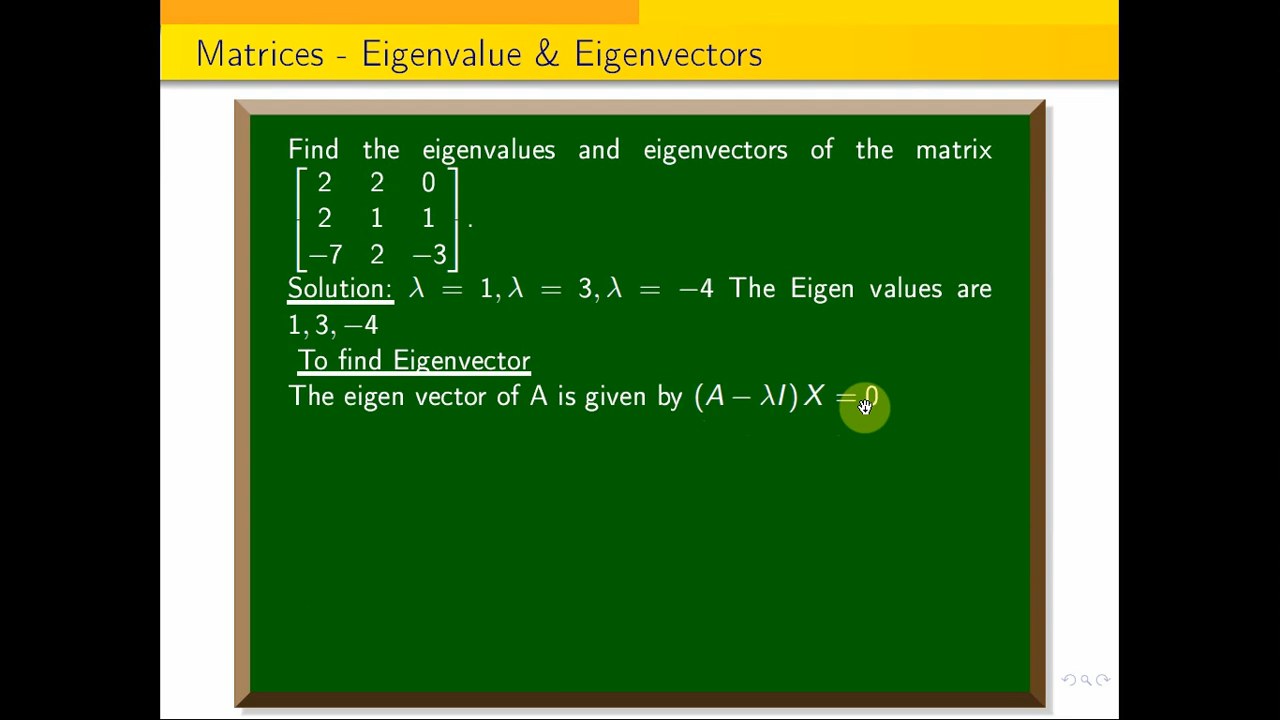 Matrices - Eigenvalue & Eigenvectors
Find the eigenvalues and eigenvectors of the matrix
2 2 0
2 1 1
−7 2 −3 .
Solution: λ = 1, λ = 3, λ = −4 The Eigen values are
1, 3, −4
To find Eigenvector
The eigen vector of A is given by (A − λI) X = 0